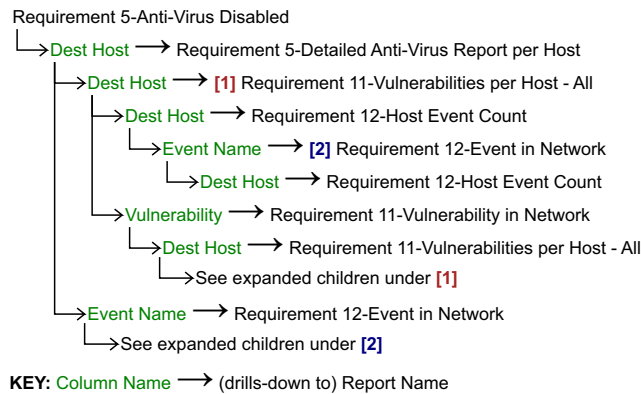 Requirement 5-Anti-Virus Disabled
Dest Host → Requirement 5-Detailed Anti-Virus Report per Host
Dest Host → [1] Requirement 11-Vulnerabilities per Host - All
Dest Host → Requirement 12-Host Event Count
Event Name → [2] Requirement 12-Event in Network
Dest Host → Requirement 12-Host Event Count
Vulnerability → Requirement 11-Vulnerability in Network
Dest Host → Requirement 11-Vulnerabilities per Host - All
See expanded children under [1]
Event Name → Requirement 12-Event in Network
See expanded children under [2]
KEY: Column Name → (drills-down to) Report Name